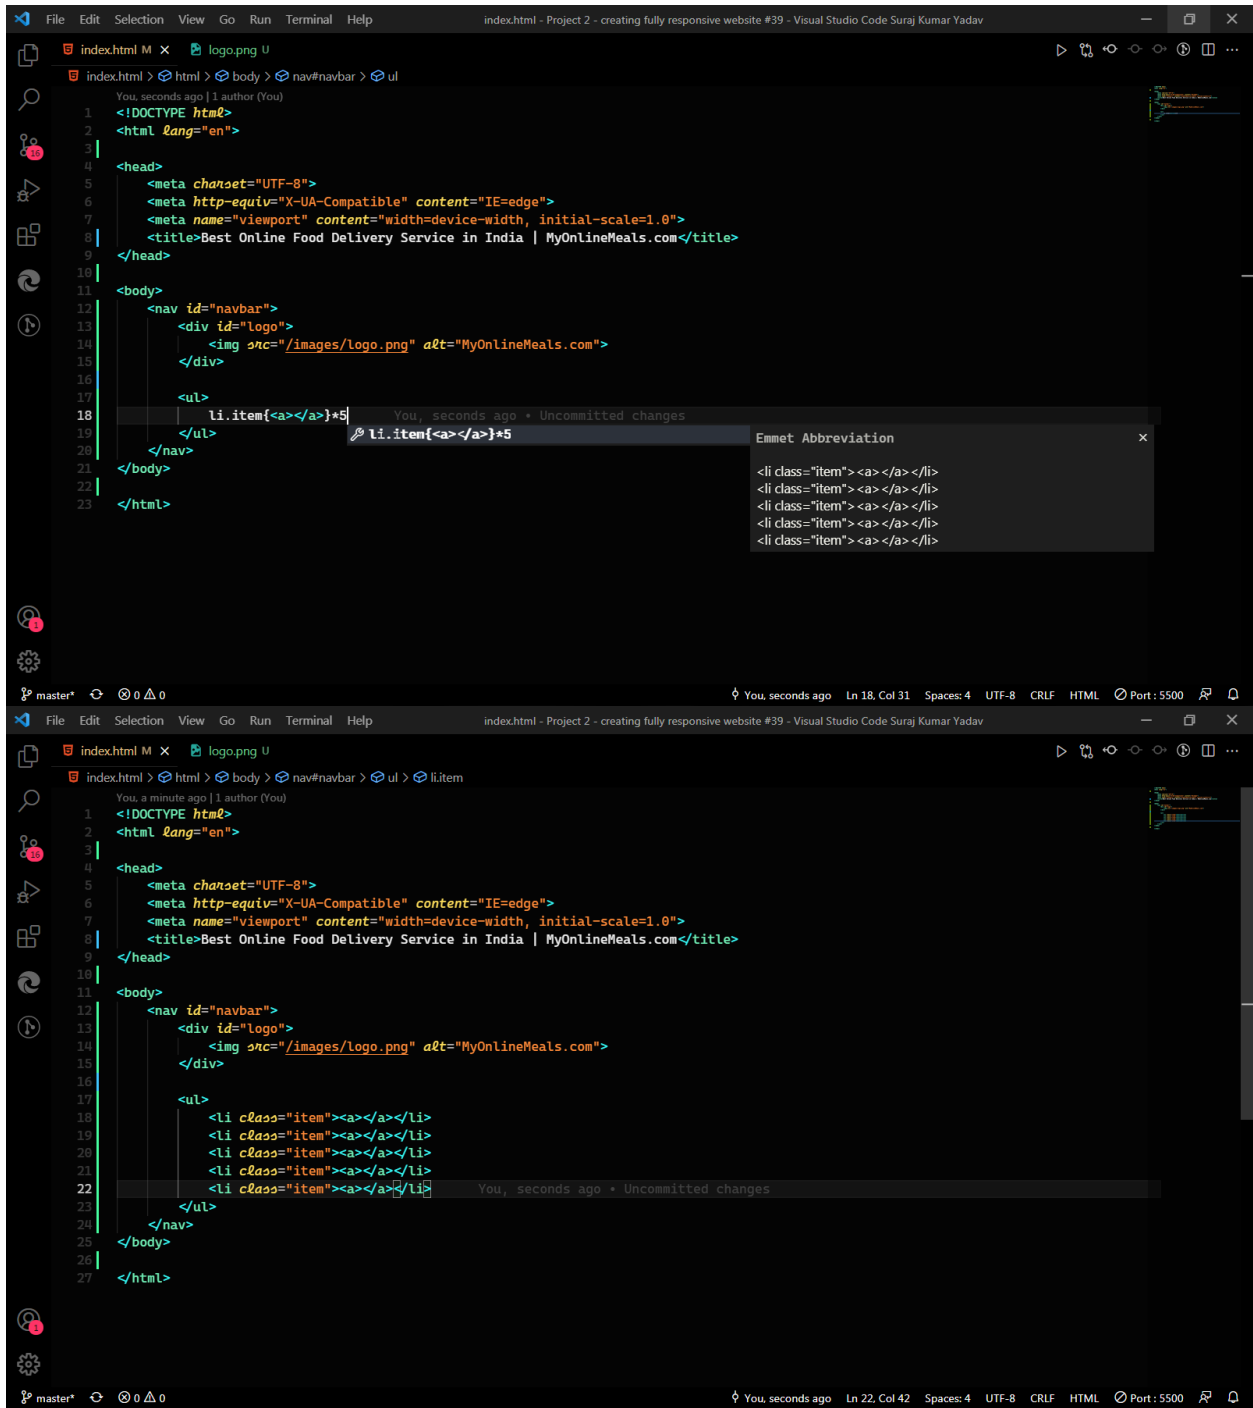 File Edit Selection View Go Run Terminal Help index.html - Project 2 - creating fully responsive website #39 - Visual Studio Code Suraj Kumar Yadav
index.html M logo.png U
index.html > html > body > nav#navbar > ul
You, seconds ago | 1 author (You)
1 <!DOCTYPE html>
2 <html lang="en">
3
4 <head>
5 <meta charset="UTF-8">
6 <meta http-equiv="X-UA-Compatible" content="IE=edge">
7 <meta name="viewport" content="width=device-width, initial-scale=1.0">
8 <title>Best Online Food Delivery Service in India | MyOnlineMeals.com</title>
9 </head>
10
11 <body>
12 <nav id="navbar">
13 <div id="logo">
14 <img src="/images/logo.png" alt="MyOnlineMeals.com">
15 </div>
16
17 <ul>
18 li.item{<a></a>}*5 You, seconds ago • Uncommitted changes
19 </ul>
li.item{<a></a>}*5
20 </nav>
21 </body>
22
23 </html>
Emmet Abbreviation
<li class="item"><a></a></li>
<li class="item"><a></a></li>
<li class="item"><a></a></li>
<li class="item"><a></a></li>
<li class="item"><a></a></li>
16
1
master* 0 0 You, seconds ago Ln 18, Col 31 Spaces: 4 UTF-8 CRLF HTML Port : 5500
File Edit Selection View Go Run Terminal Help index.html - Project 2 - creating fully responsive website #39 - Visual Studio Code Suraj Kumar Yadav
index.html M logo.png U
index.html > html > body > nav#navbar > ul > li.item
You, a minute ago | 1 author (You)
1 <!DOCTYPE html>
2 <html lang="en">
3
4 <head>
5 <meta charset="UTF-8">
6 <meta http-equiv="X-UA-Compatible" content="IE=edge">
7 <meta name="viewport" content="width=device-width, initial-scale=1.0">
8 <title>Best Online Food Delivery Service in India | MyOnlineMeals.com</title>
9 </head>
10
11 <body>
12 <nav id="navbar">
13 <div id="logo">
14 <img src="/images/logo.png" alt="MyOnlineMeals.com">
15 </div>
16
17 <ul>
18 <li class="item"><a></a></li>
19 <li class="item"><a></a></li>
20 <li class="item"><a></a></li>
21 <li class="item"><a></a></li>
22 <li class="item"><a></a></li> You, seconds ago • Uncommitted changes
23 </ul>
24 </nav>
25 </body>
26
27 </html>
16
1
master* 0 0 You, seconds ago Ln 22, Col 42 Spaces: 4 UTF-8 CRLF HTML Port : 5500